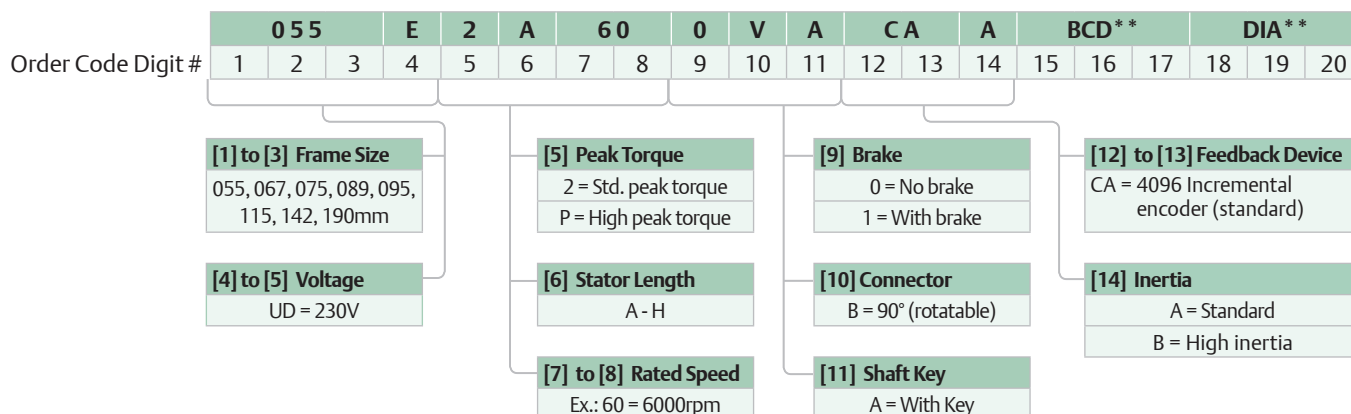 055 E 2 A 60 0 V A CA A BCD** DIA**
Order Code Digit # 1 2 3 4 5 6 7 8 9 10 11 12 13 14 15 16 17 18 19 20
[1] to [3] Frame Size
055, 067, 075, 089, 095,
115, 142, 190mm
[4] to [5] Voltage
UD = 230V
[5] Peak Torque
2 = Std. peak torque
P = High peak torque
[6] Stator Length
A - H
[7] to [8] Rated Speed
Ex.: 60 = 6000rpm
[9] Brake
0 = No brake
1 = With brake
[10] Connector
B = 90° (rotatable)
[11] Shaft Key
A = With Key
[12] to [13] Feedback Device
CA = 4096 Incremental
encoder (standard)
[14] Inertia
A = Standard
B = High inertia